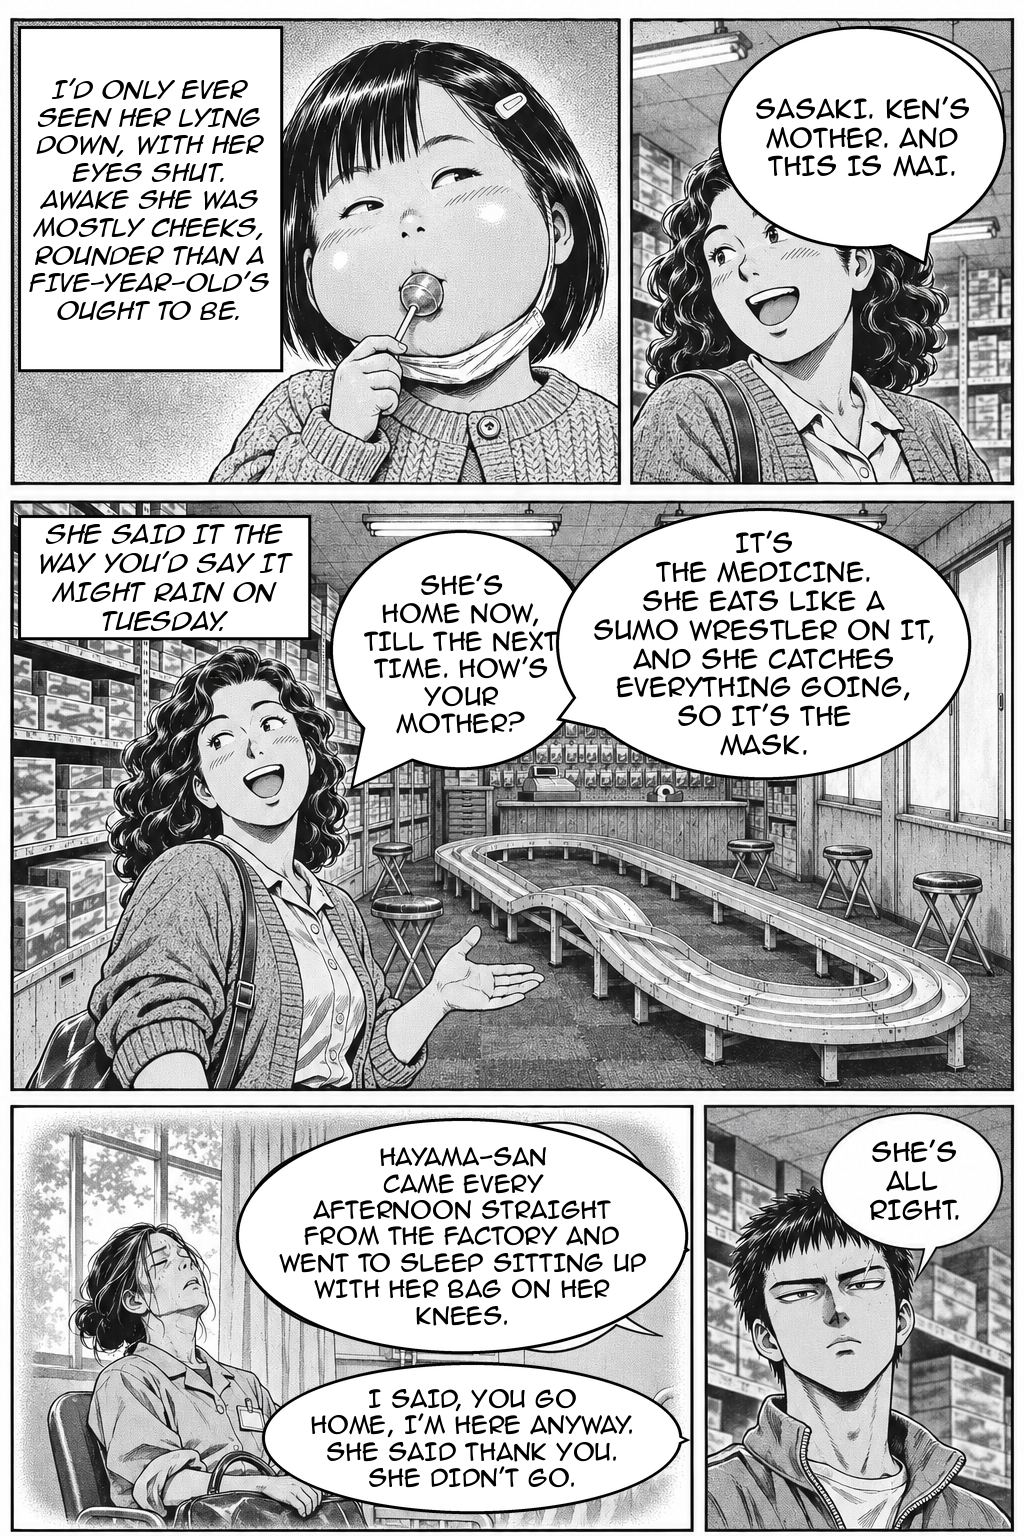 I'D ONLY EVER
SEEN HER LYING
DOWN, WITH HER
EYES SHUT.
AWAKE SHE WAS
MOSTLY CHEEKS,
ROUNDER THAN A
FIVE-YEAR-OLD'S
OUGHT TO BE.
SASAKI. KEN'S
MOTHER. AND
THIS IS MAI.
SHE SAID IT THE
WAY YOU'D SAY IT
MIGHT RAIN ON
TUESDAY.
SHE'S
HOME NOW,
TILL THE NEXT
TIME. HOW'S
YOUR
MOTHER?
IT'S
THE MEDICINE.
SHE EATS LIKE A
SUMO WRESTLER ON IT,
AND SHE CATCHES
EVERYTHING GOING,
SO IT'S THE
MASK.
HAYAMA-SAN
CAME EVERY
AFTERNOON STRAIGHT
FROM THE FACTORY AND
WENT TO SLEEP SITTING UP
WITH HER BAG ON HER
KNEES.
I SAID, YOU GO
HOME, I'M HERE ANYWAY.
SHE SAID THANK YOU.
SHE DIDN'T GO.
SHE'S
ALL
RIGHT.